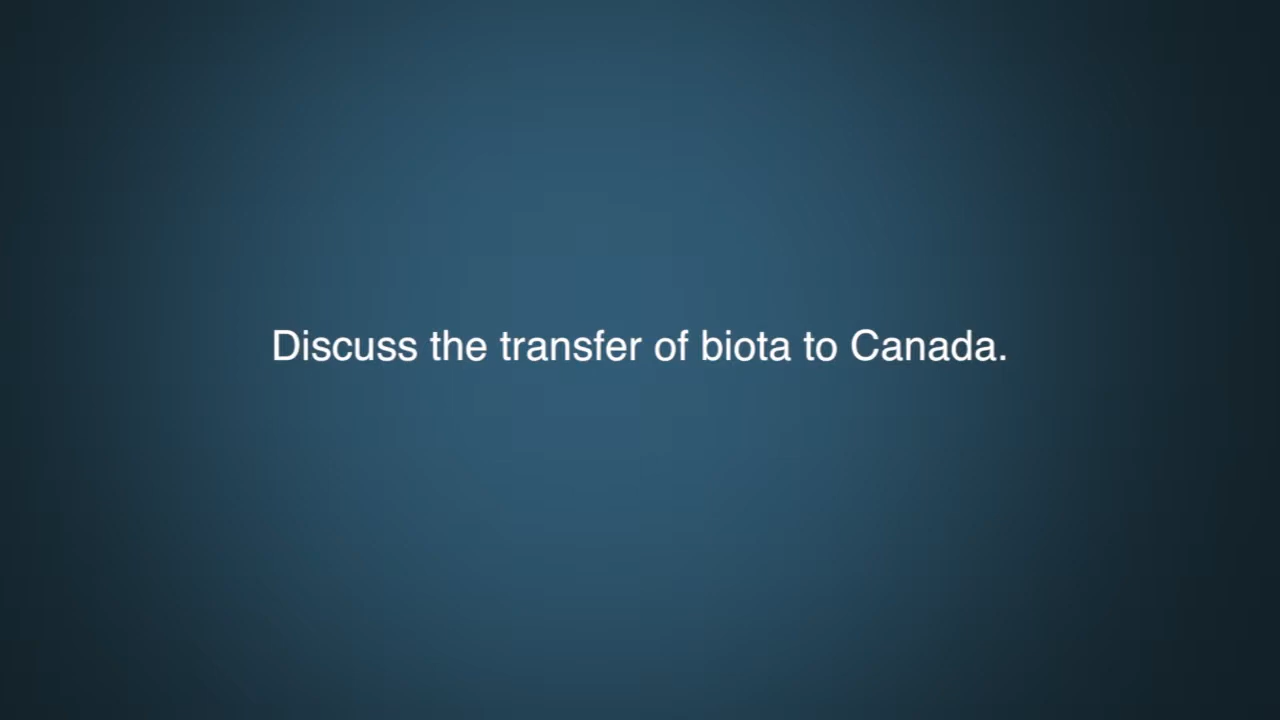 Discuss the transfer of biota to Canada.